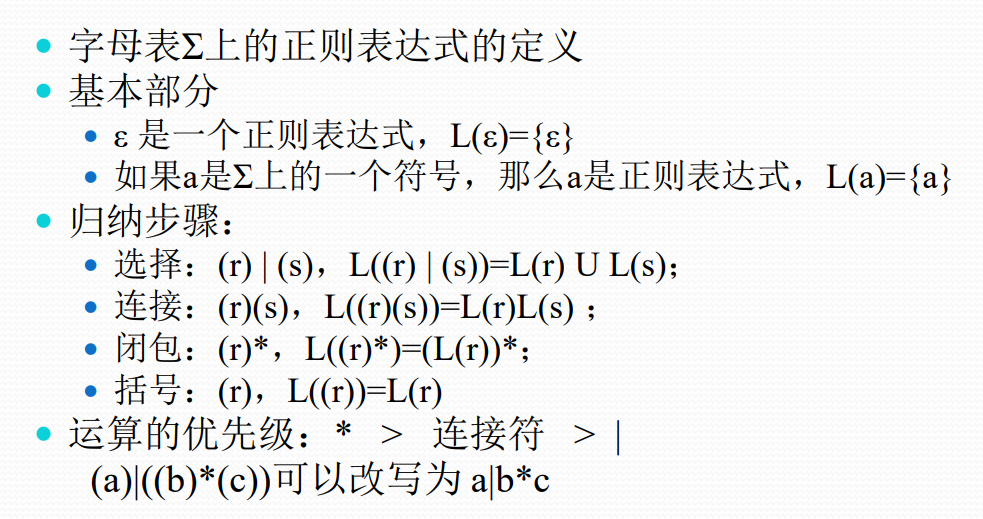 字母表Σ上的正则表达式的定义
基本部分
ε 是一个正则表达式，L(ε)={ε}
如果a是Σ上的一个符号，那么a是正则表达式，L(a)={a}
归纳步骤：
选择：(r) | (s)，L((r) | (s))=L(r) U L(s)；
连接：(r)(s)，L((r)(s))=L(r)L(s) ；
闭包：(r)*，L((r)*)=(L(r))*；
括号：(r)，L((r))=L(r)
运算的优先级：* > 连接符 > |
(a)|((b)*(c))可以改写为 a|b*c